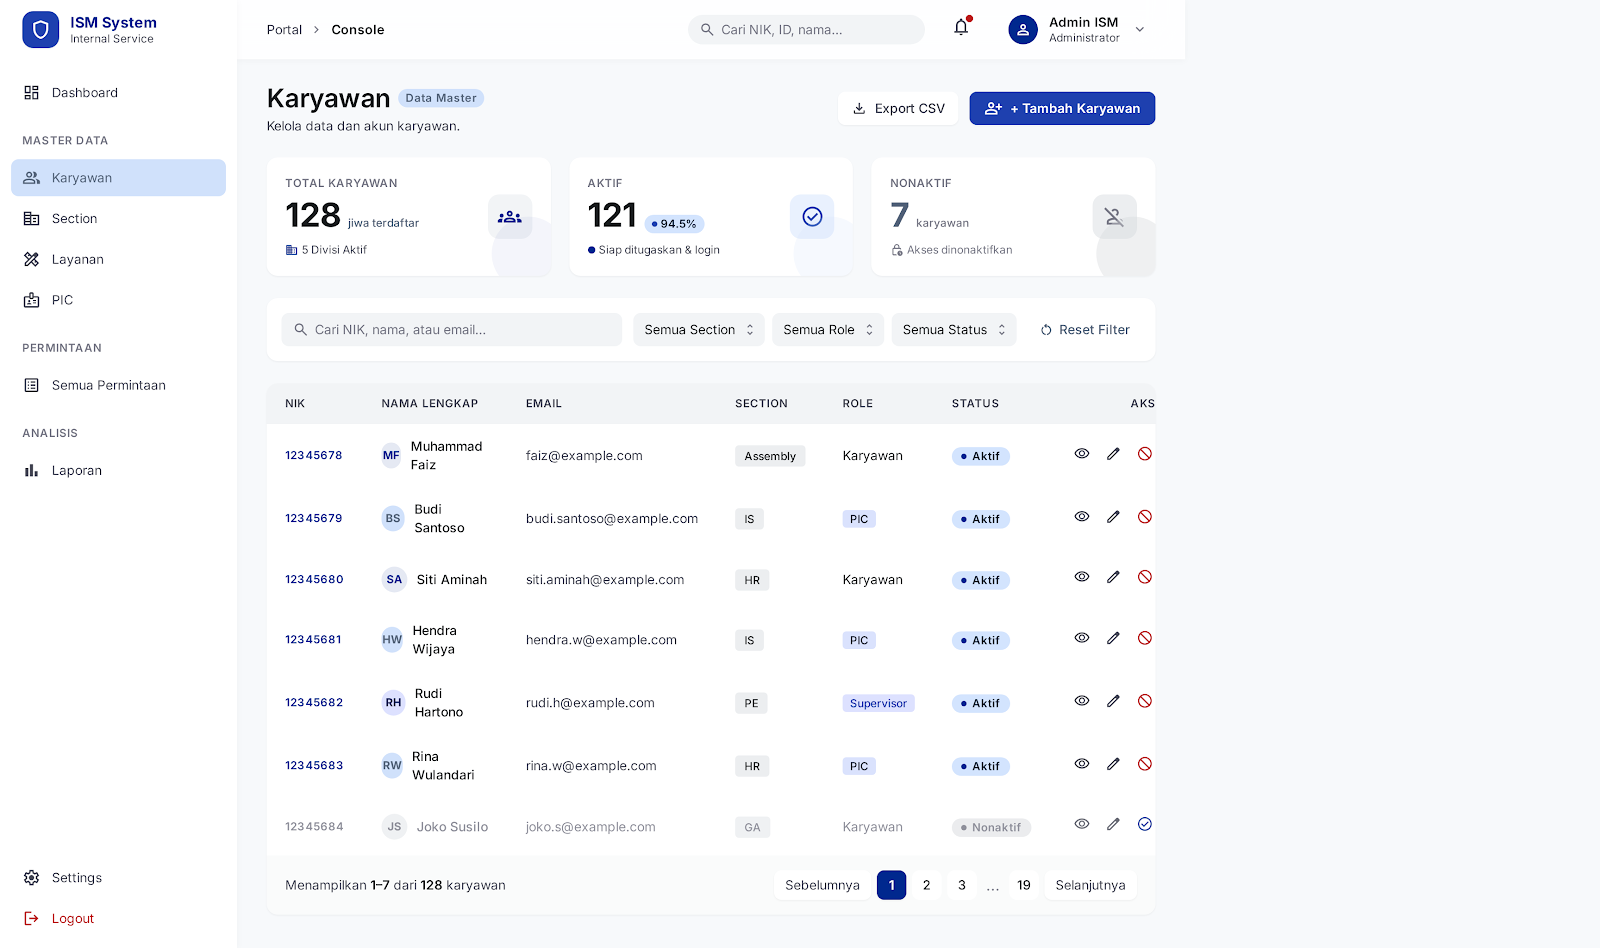 ISM System
Internal Service
Dashboard
MASTER DATA
Karyawan
Section
Layanan
PIC
PERMINTAAN
Semua Permintaan
ANALISIS
Laporan
Settings
Logout
Portal > Console
Cari NIK, ID, nama...
Admin ISM
Administrator
Karyawan Data Master
Kelola data dan akun karyawan.
Export CSV
+ Tambah Karyawan
TOTAL KARYAWAN
128 jiwa terdaftar
5 Divisi Aktif
AKTIF
121 • 94.5%
Siap ditugaskan & login
NONAKTIF
7 karyawan
Akses dinonaktifkan
Cari NIK, nama, atau email...
Semua Section
Semua Role
Semua Status
Reset Filter
NIK NAMA LENGKAP EMAIL SECTION ROLE STATUS AKS
12345678 MF Muhammad Faiz faiz@example.com Assembly Karyawan • Aktif
12345679 BS Budi Santoso budi.santoso@example.com IS PIC • Aktif
12345680 SA Siti Aminah siti.aminah@example.com HR Karyawan • Aktif
12345681 HW Hendra Wijaya hendra.w@example.com IS PIC • Aktif
12345682 RH Rudi Hartono rudi.h@example.com PE Supervisor • Aktif
12345683 RW Rina Wulandari rina.w@example.com HR PIC • Aktif
12345684 JS Joko Susilo joko.s@example.com GA Karyawan • Nonaktif
Menampilkan 1–7 dari 128 karyawan
Sebelumnya 1 2 3 ... 19 Selanjutnya